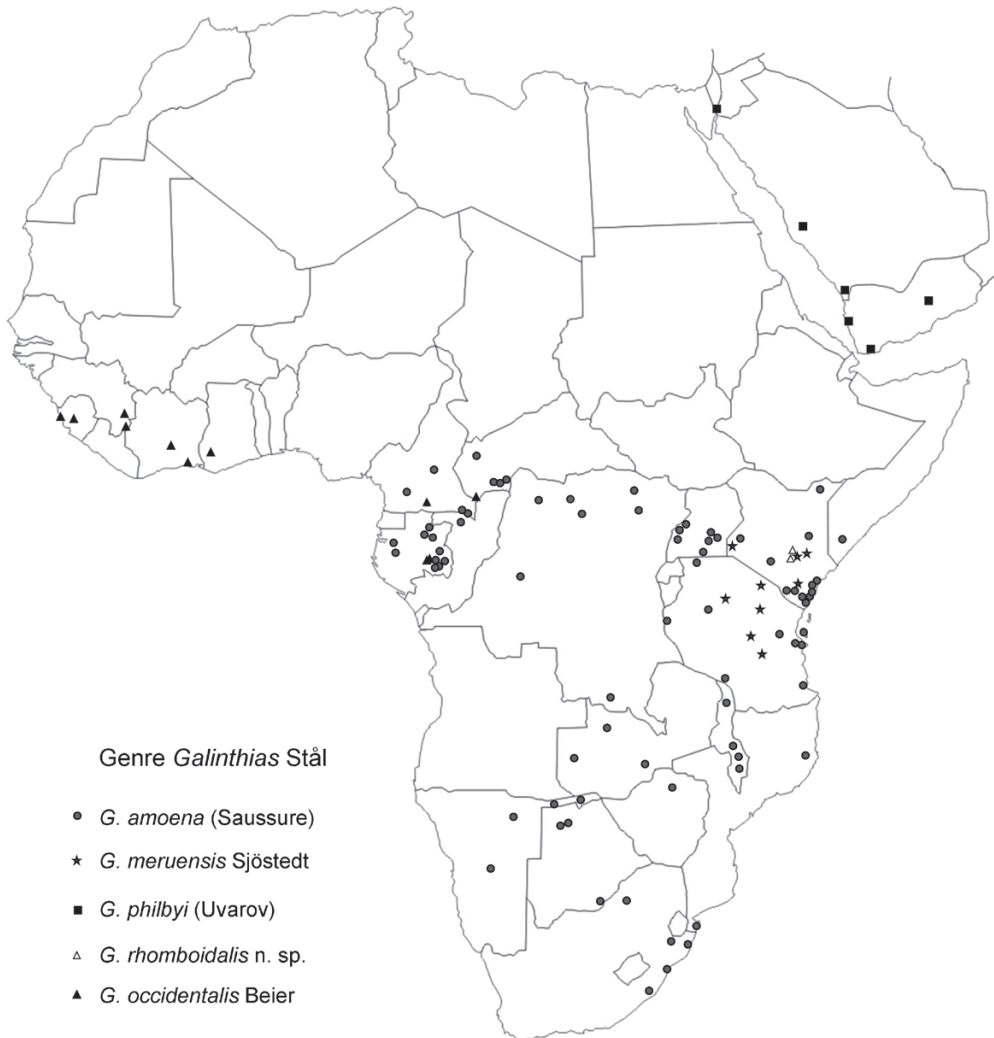 Genre Galinthias Stål
G. amoena (Saussure)
G. meruensis Sjöstedt
G. philbyi (Uvarov)
G. rhomboidalis n. sp.
G. occidentalis Beier